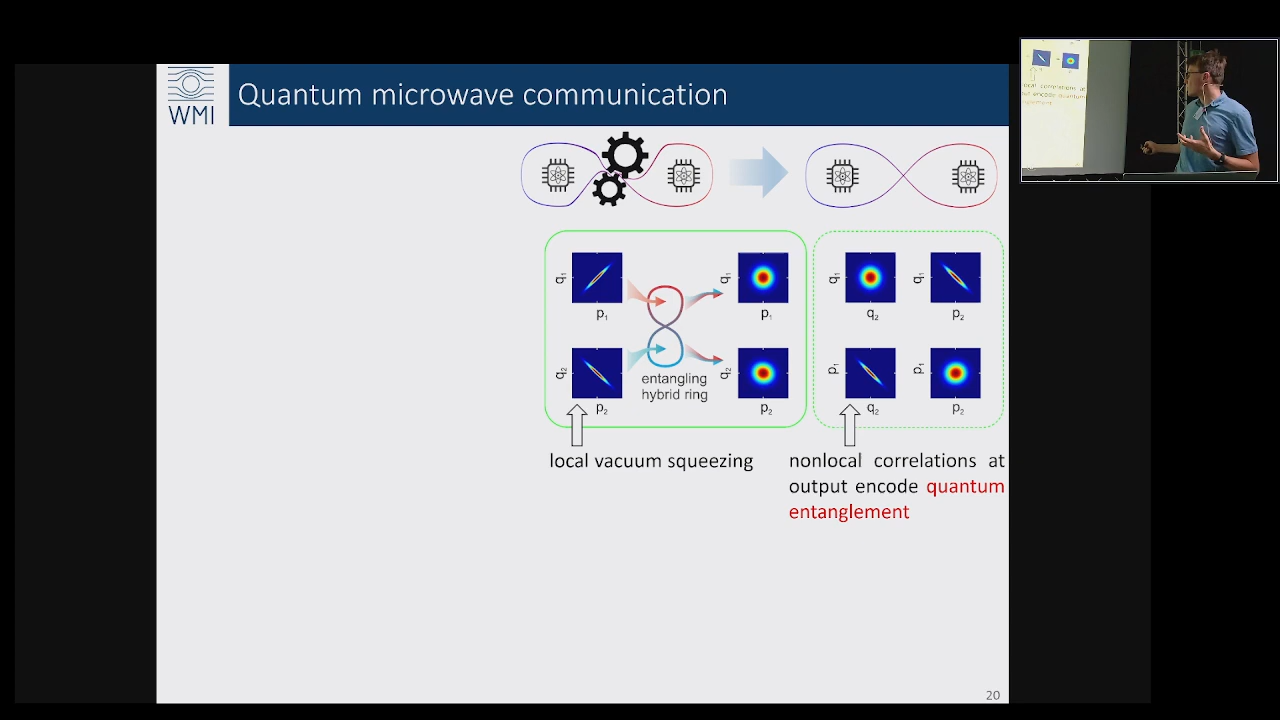 WMI
Quantum microwave communication
q1
p1
q1
p1
q1
q2
q1
p2
entangling
hybrid ring
q2
p2
q2
p2
p1
q2
p1
p2
local vacuum squeezing
nonlocal correlations at
output encode quantum
entanglement
20